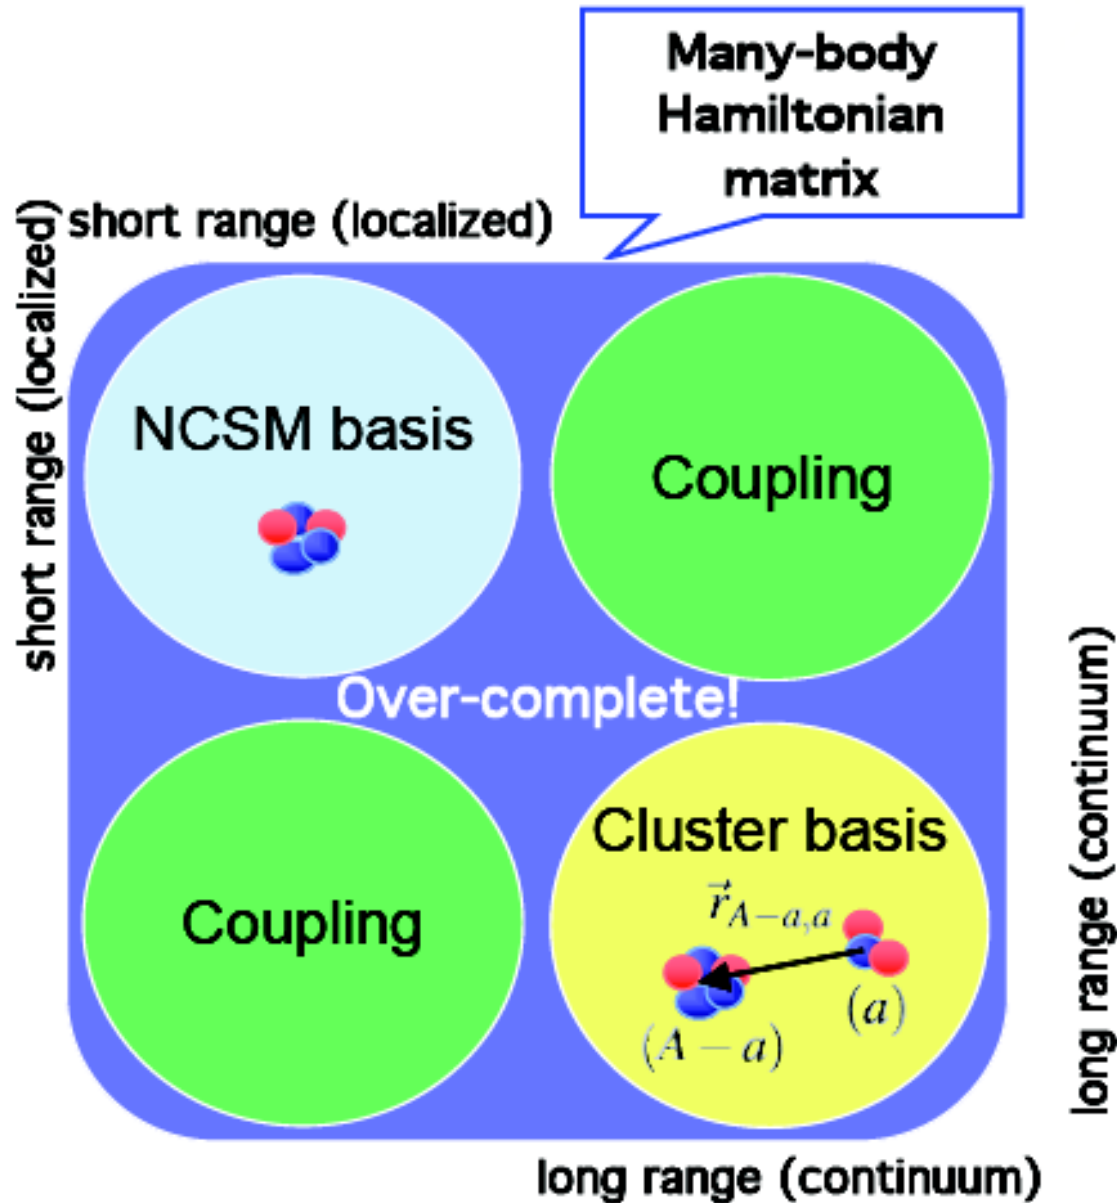 Many-body
Hamiltonian
matrix
short range (localized)
short range (localized)
NCSM basis
Coupling
Over-complete!
Coupling
Cluster basis
\vec{r}_{A-a,a}
(a)
(A − a)
long range (continuum)
long range (continuum)